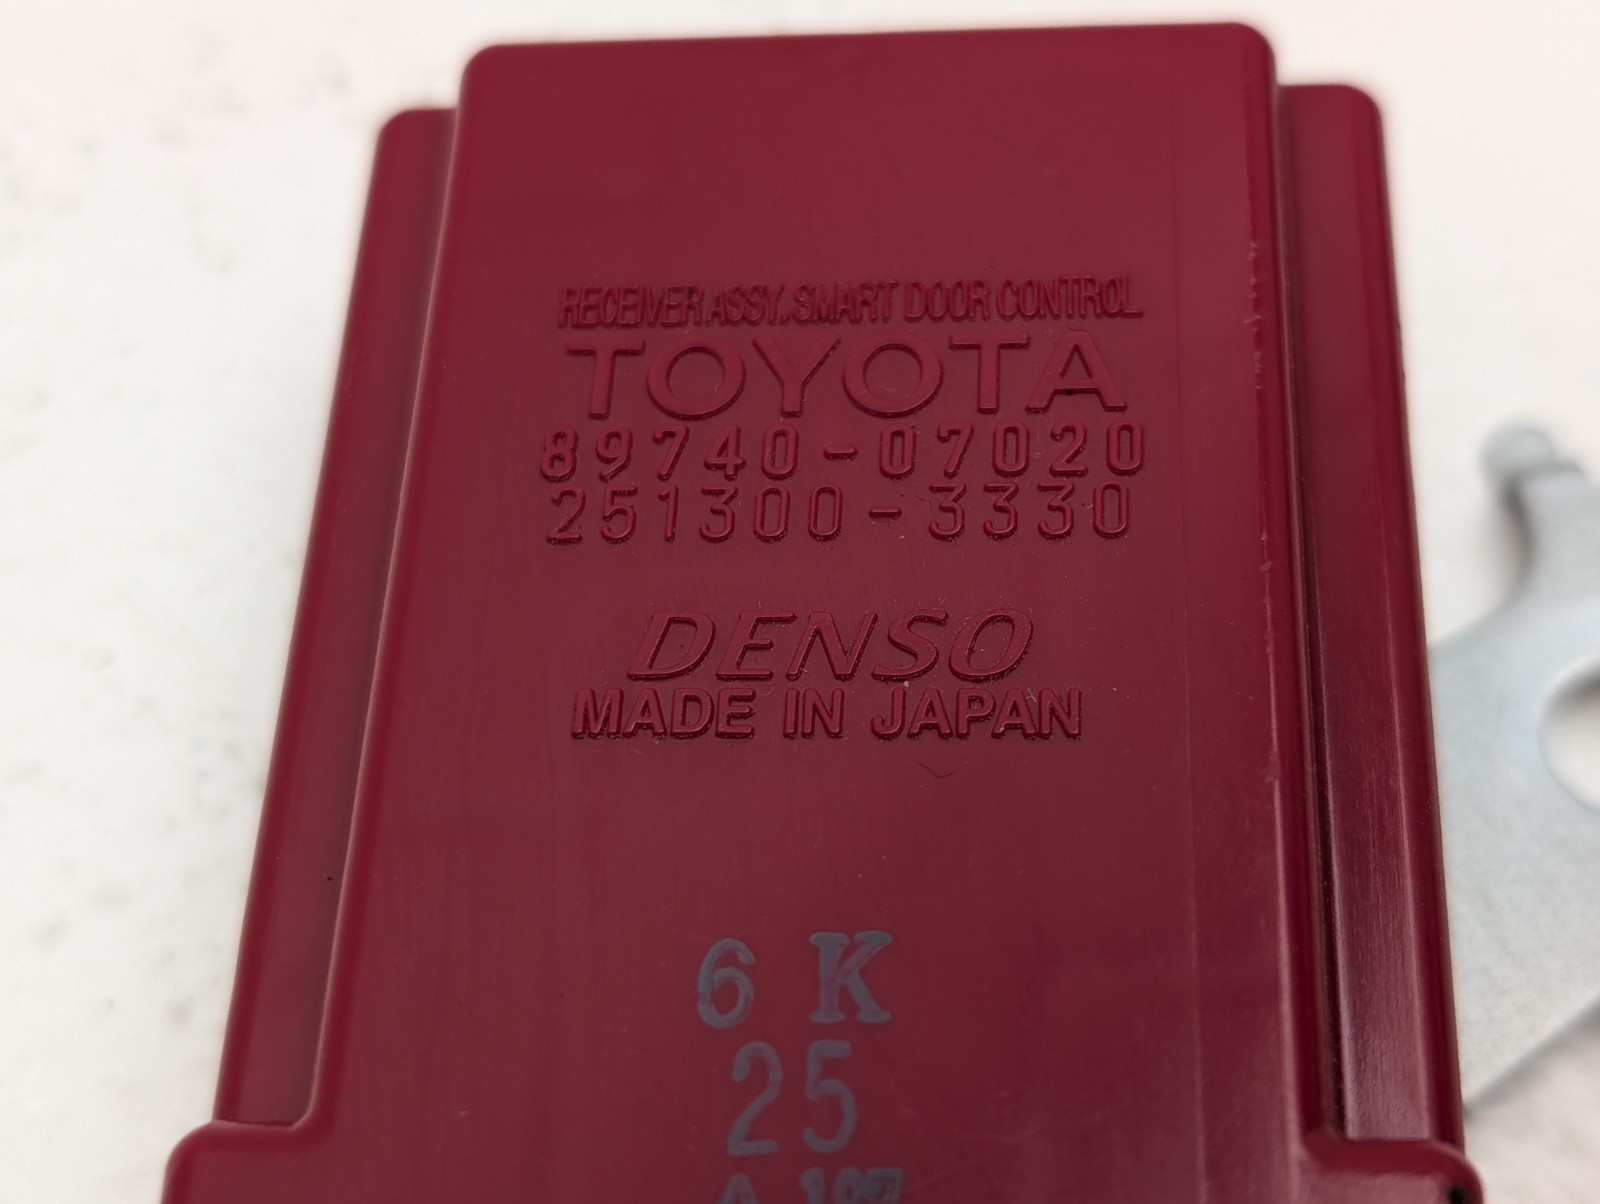 RECEIVER ASSY, SMART DOOR CONTROL
TOYOTA
89740-07020
251300-3330
DENSO
MADE IN JAPAN
6 K
25